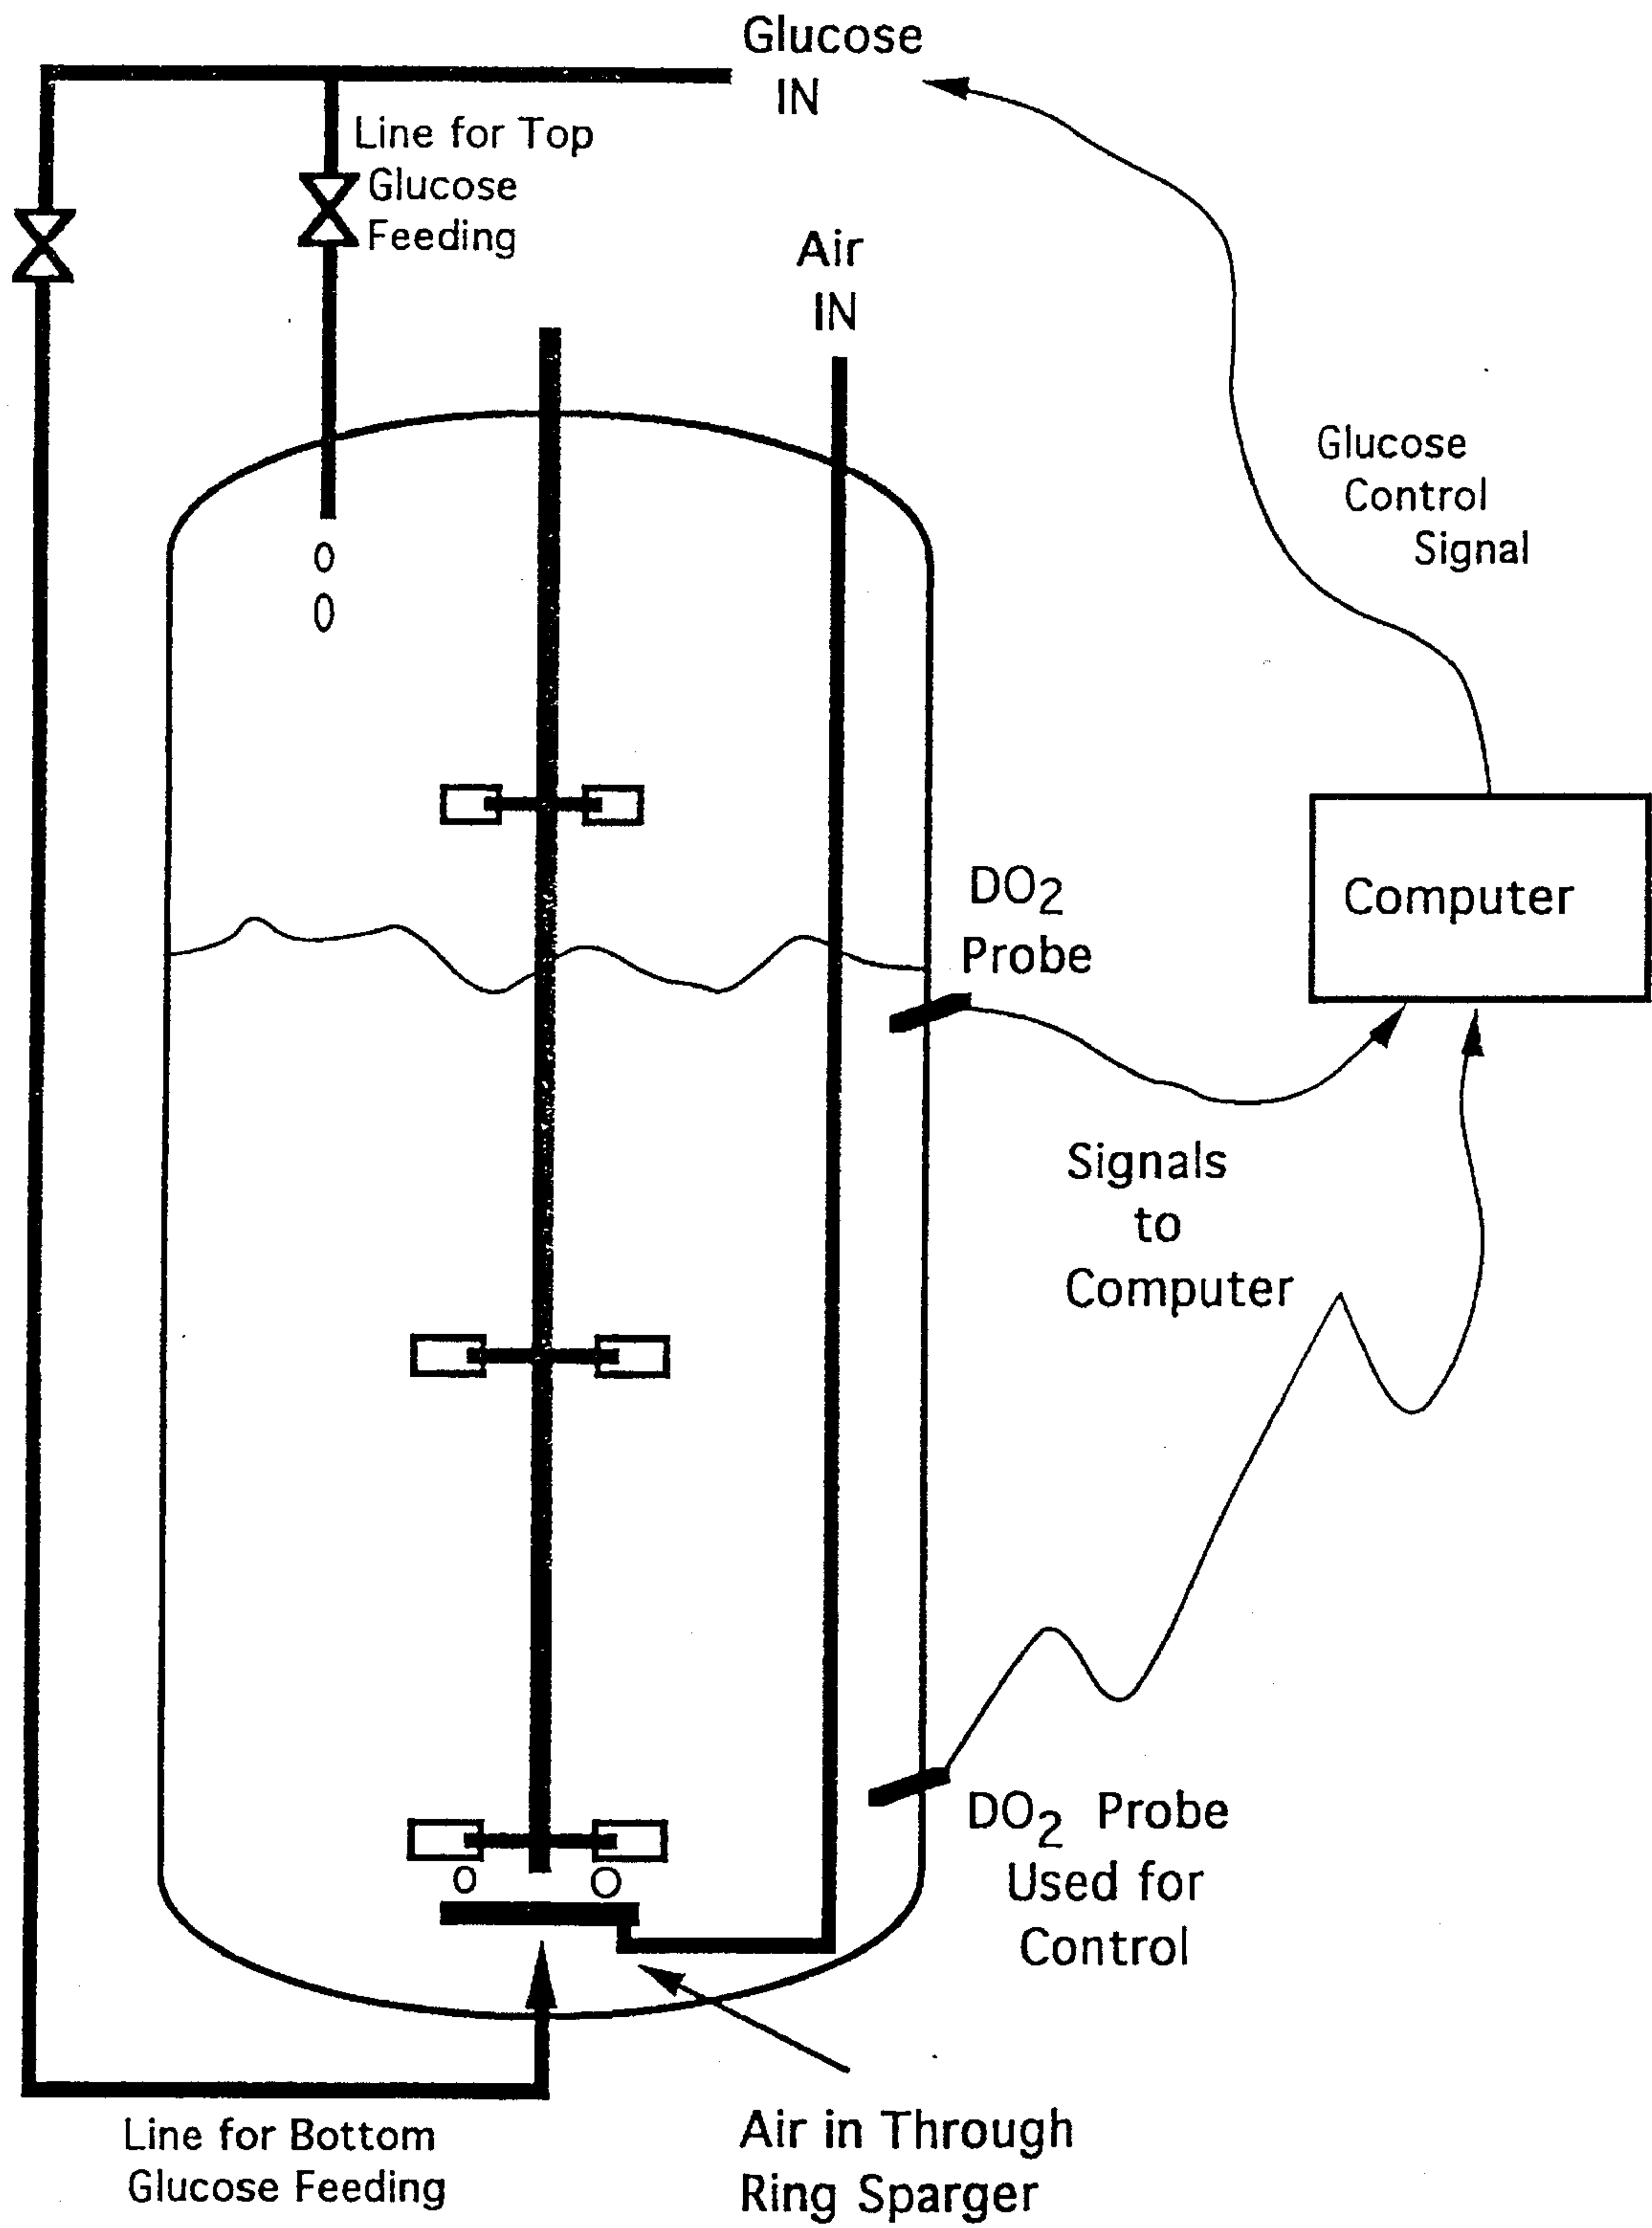 Glucose
IN
Line for Top
Glucose
Feeding
Air
IN
Glucose
Control
Signal
DO2
Probe
Computer
Signals
to
Computer
DO2 Probe
Used for
Control
Line for Bottom
Glucose Feeding
Air in Through
Ring Sparger